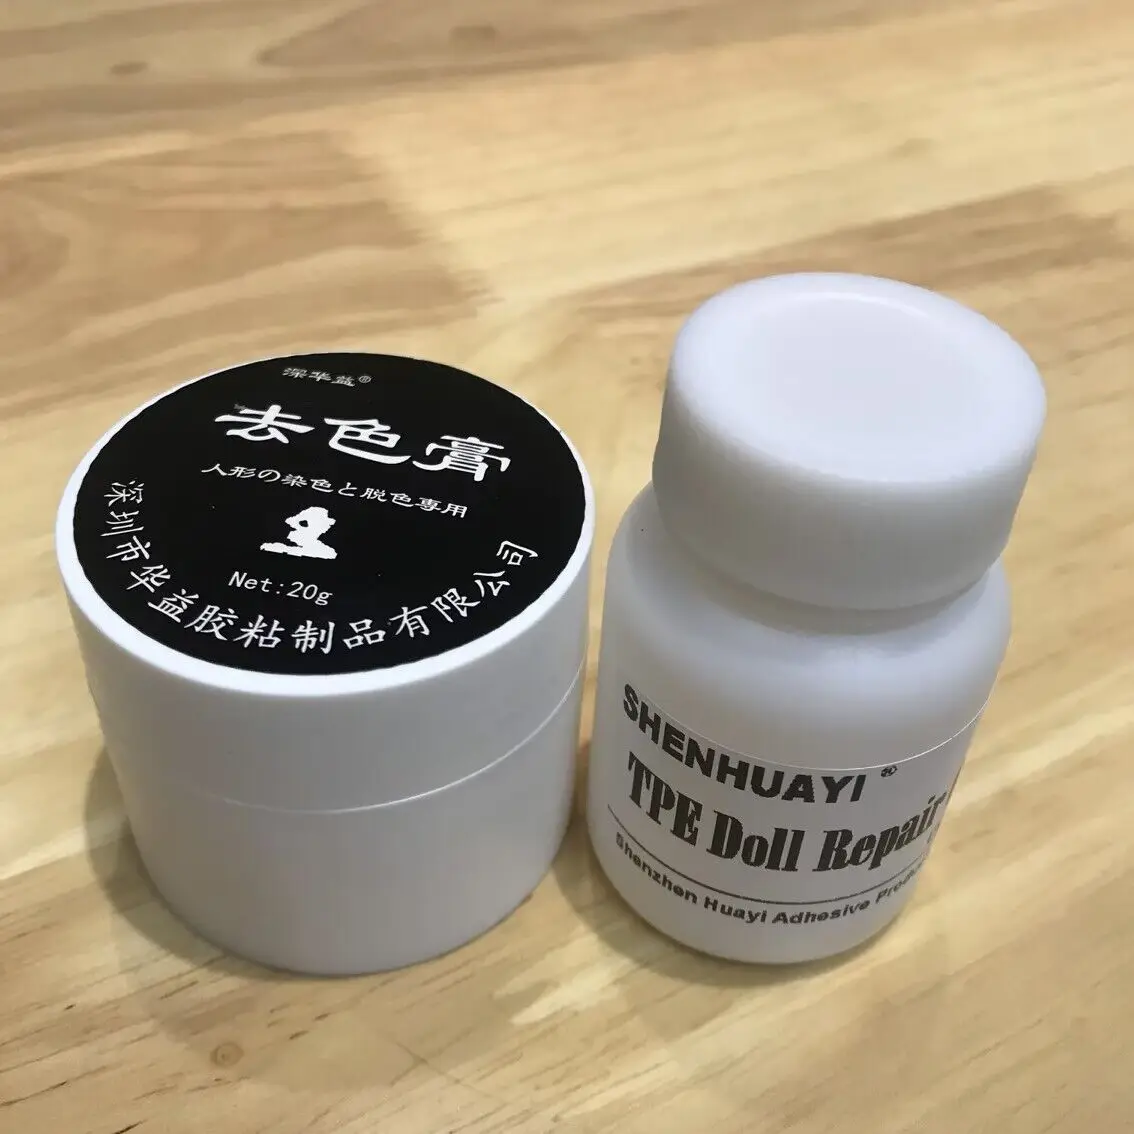 深华益®
去色膏
人形の染色と脱色専用
Net:20g
深圳市华益胶粘制品有限公司
SHENHUAYI®
TPE Doll Repair
Shenzhen Huayi Adhesive